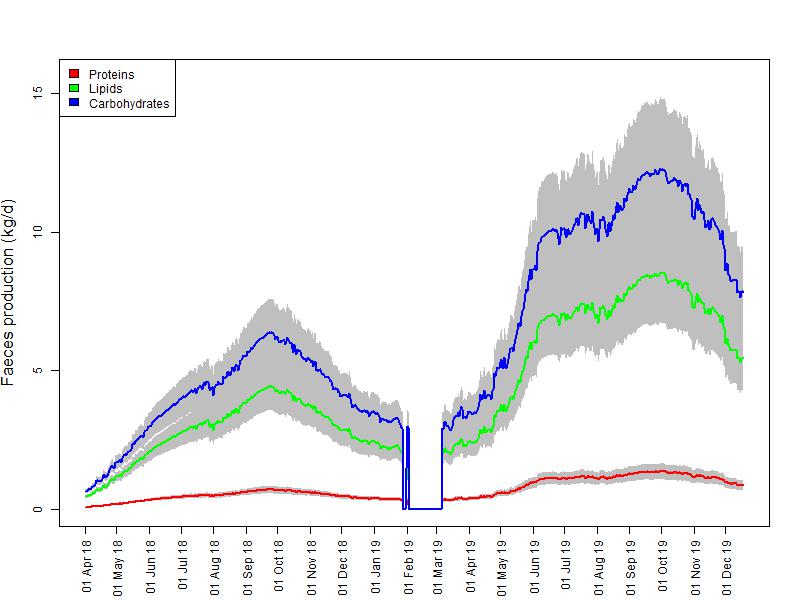 Proteins
Lipids
Carbohydrates
Faeces production (kg/d)
15
10
5
0
01 Apr 18
01 May 18
01 Jun 18
01 Jul 18
01 Aug 18
01 Sep 18
01 Oct 18
01 Nov 18
01 Dec 18
01 Jan 19
01 Feb 19
01 Mar 19
01 Apr 19
01 May 19
01 Jun 19
01 Jul 19
01 Aug 19
01 Sep 19
01 Oct 19
01 Nov 19
01 Dec 19